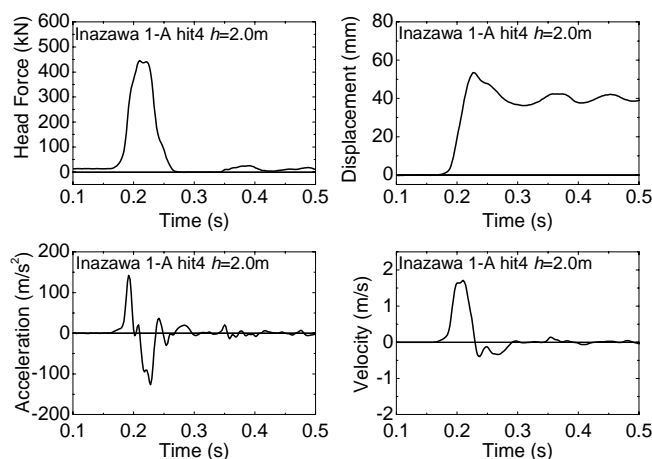 Head Force (kN)
600
500
400
300
200
100
0
Inazawa 1-A hit4 h=2.0m
0.1 0.2 0.3 0.4 0.5
Time (s)
Displacement (mm)
80
60
40
20
0
Inazawa 1-A hit4 h=2.0m
0.1 0.2 0.3 0.4 0.5
Time (s)
Acceleration (m/s²)
200
100
0
-100
-200
Inazawa 1-A hit4 h=2.0m
0.1 0.2 0.3 0.4 0.5
Time (s)
Velocity (m/s)
2
1
0
-1
-2
Inazawa 1-A hit4 h=2.0m
0.1 0.2 0.3 0.4 0.5
Time (s)